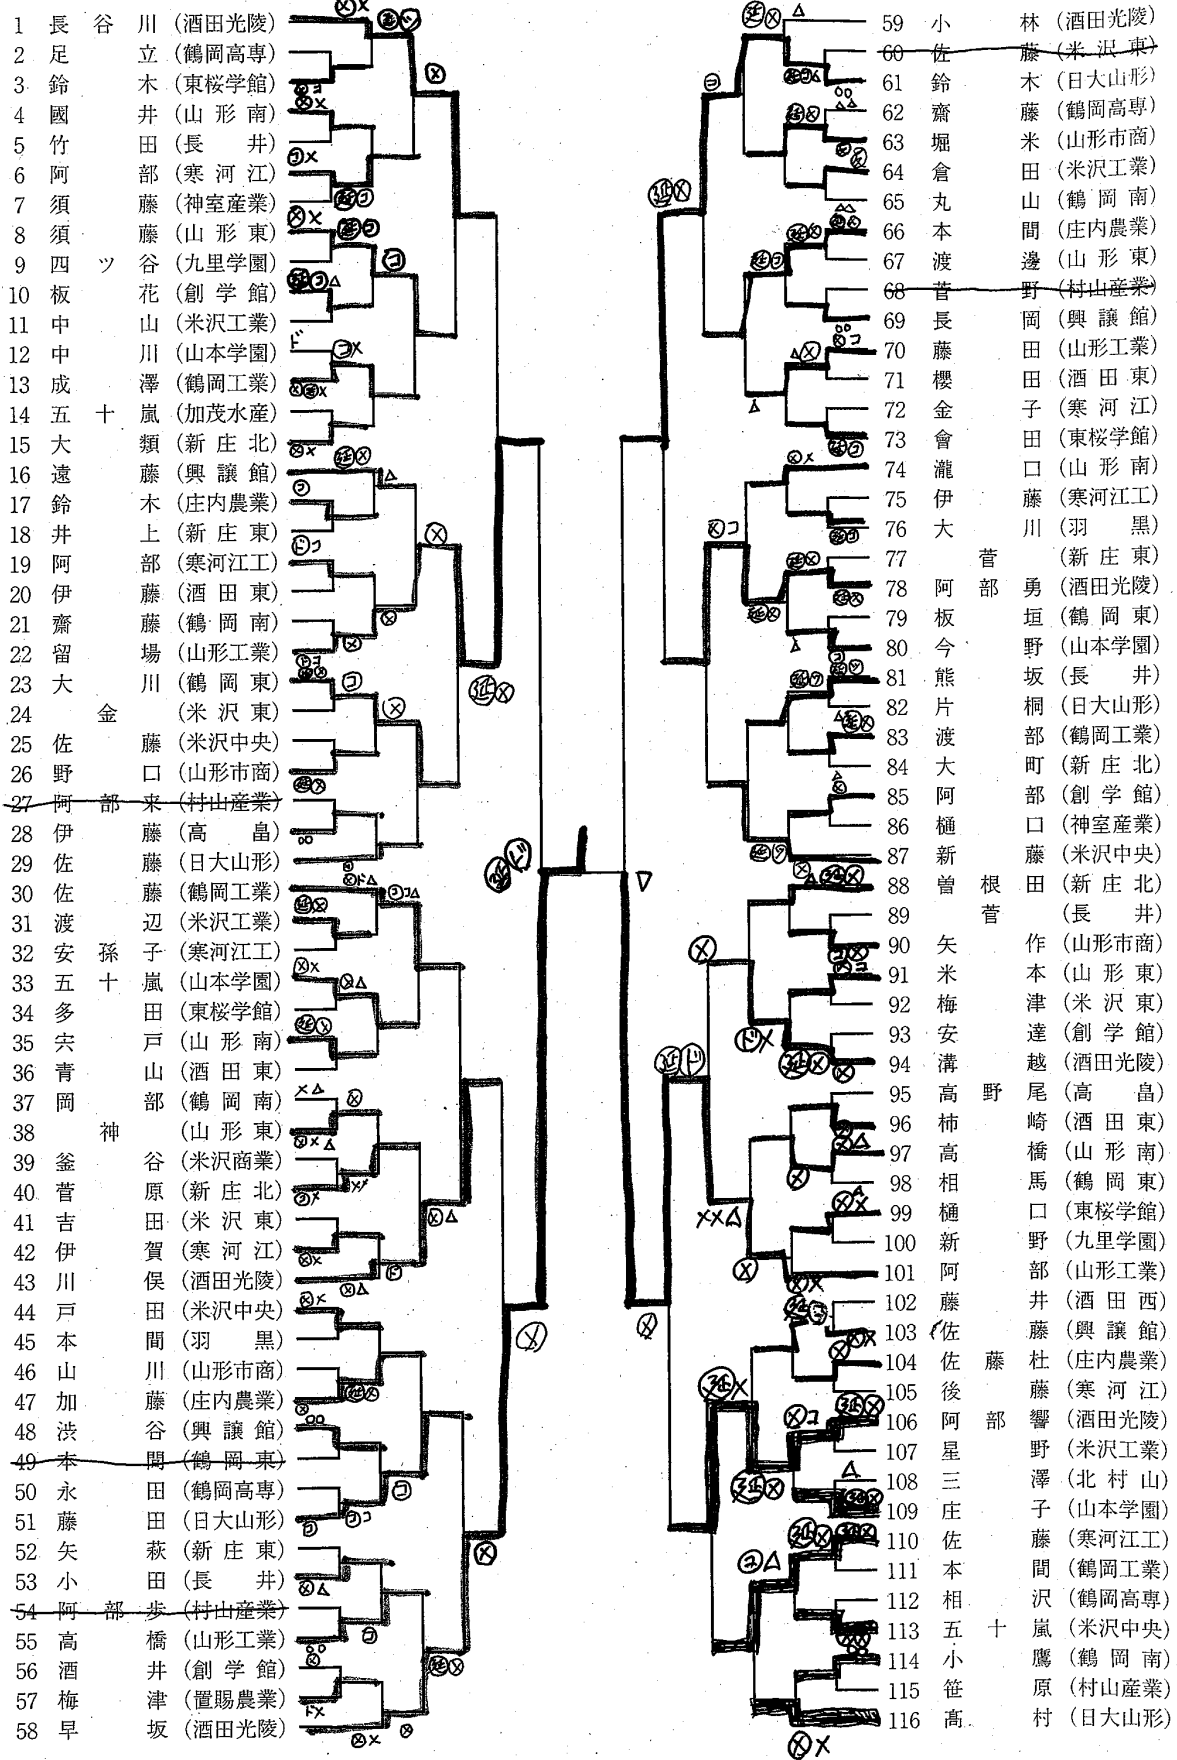 1 長谷川 (酒田光陵)
2 足立 (鶴岡高専)
3 鈴木 (東桜学館)
4 國井 (山形南)
5 竹田 (長井)
6 阿部 (寒河江)
7 須藤 (神室産業)
8 須藤 (山形東)
9 四ツ谷 (九里学園)
10 板花 (創学館)
11 中山 (米沢工業)
12 中川 (山本学園)
13 成澤 (鶴岡工業)
14 五十嵐 (加茂水産)
15 大類 (新庄北)
16 遠藤 (興譲館)
17 鈴木 (庄内農業)
18 井上 (新庄東)
19 阿部 (寒河江工)
20 伊藤 (酒田東)
21 齋藤 (鶴岡南)
22 留場 (山形工業)
23 大川 (鶴岡東)
24 金 (米沢東)
25 佐藤 (米沢中央)
26 野口 (山形市商)
27 阿部来 (村山産業)
28 伊藤 (高畠)
29 佐藤 (日大山形)
30 佐藤 (鶴岡工業)
31 渡辺 (米沢工業)
32 安孫子 (寒河江工)
33 五十嵐 (山本学園)
34 多田 (東桜学館)
35 宍戸 (山形南)
36 青山 (酒田東)
37 岡部 (鶴岡南)
38 神 (山形東)
39 釜谷 (米沢商業)
40 菅原 (新庄北)
41 吉田 (米沢東)
42 伊賀 (寒河江)
43 川俣 (酒田光陵)
44 戸田 (米沢中央)
45 本間 (羽黒)
46 山川 (山形市商)
47 加藤 (庄内農業)
48 渋谷 (興譲館)
49 本間 (鶴岡東)
50 永田 (鶴岡高専)
51 藤田 (日大山形)
52 矢萩 (新庄東)
53 小田 (長井)
54 阿部歩 (村山産業)
55 高橋 (山形工業)
56 酒井 (創学館)
57 梅津 (置賜農業)
58 早坂 (酒田光陵)
59 小林 (酒田光陵)
60 佐藤 (米沢東)
61 鈴木 (日大山形)
62 齋藤 (鶴岡高専)
63 堀米 (山形市商)
64 倉田 (米沢工業)
65 丸山 (鶴岡南)
66 本間 (庄内農業)
67 渡邊 (山形東)
68 菅野 (村山産業)
69 長岡 (興譲館)
70 藤田 (山形工業)
71 櫻田 (酒田東)
72 金子 (寒河江)
73 會田 (東桜学館)
74 瀧口 (山形南)
75 伊藤 (寒河江工)
76 大川 (羽黒)
77 菅 (新庄東)
78 阿部勇 (酒田光陵)
79 板垣 (鶴岡東)
80 今野 (山本学園)
81 熊坂 (長井)
82 片桐 (日大山形)
83 渡部 (鶴岡工業)
84 大町 (新庄北)
85 阿部 (創学館)
86 樋口 (神室産業)
87 新藤 (米沢中央)
88 曽根田 (新庄北)
89 菅 (長井)
90 矢作 (山形市商)
91 米本 (山形東)
92 梅津 (米沢東)
93 安達 (創学館)
94 溝越 (酒田光陵)
95 高野尾 (高畠)
96 柿崎 (酒田東)
97 高橋 (山形南)
98 相馬 (鶴岡東)
99 樋口 (東桜学館)
100 新野 (九里学園)
101 阿部 (山形工業)
102 藤井 (酒田西)
103 佐藤 (興譲館)
104 佐藤杜 (庄内農業)
105 後藤 (寒河江)
106 阿部響 (酒田光陵)
107 星野 (米沢工業)
108 三澤 (北村山)
109 庄子 (山本学園)
110 佐藤 (寒河江工)
111 本間 (鶴岡工業)
112 相沢 (鶴岡高専)
113 五十嵐 (米沢中央)
114 小鷹 (鶴岡南)
115 笹原 (村山産業)
116 髙村 (日大山形)